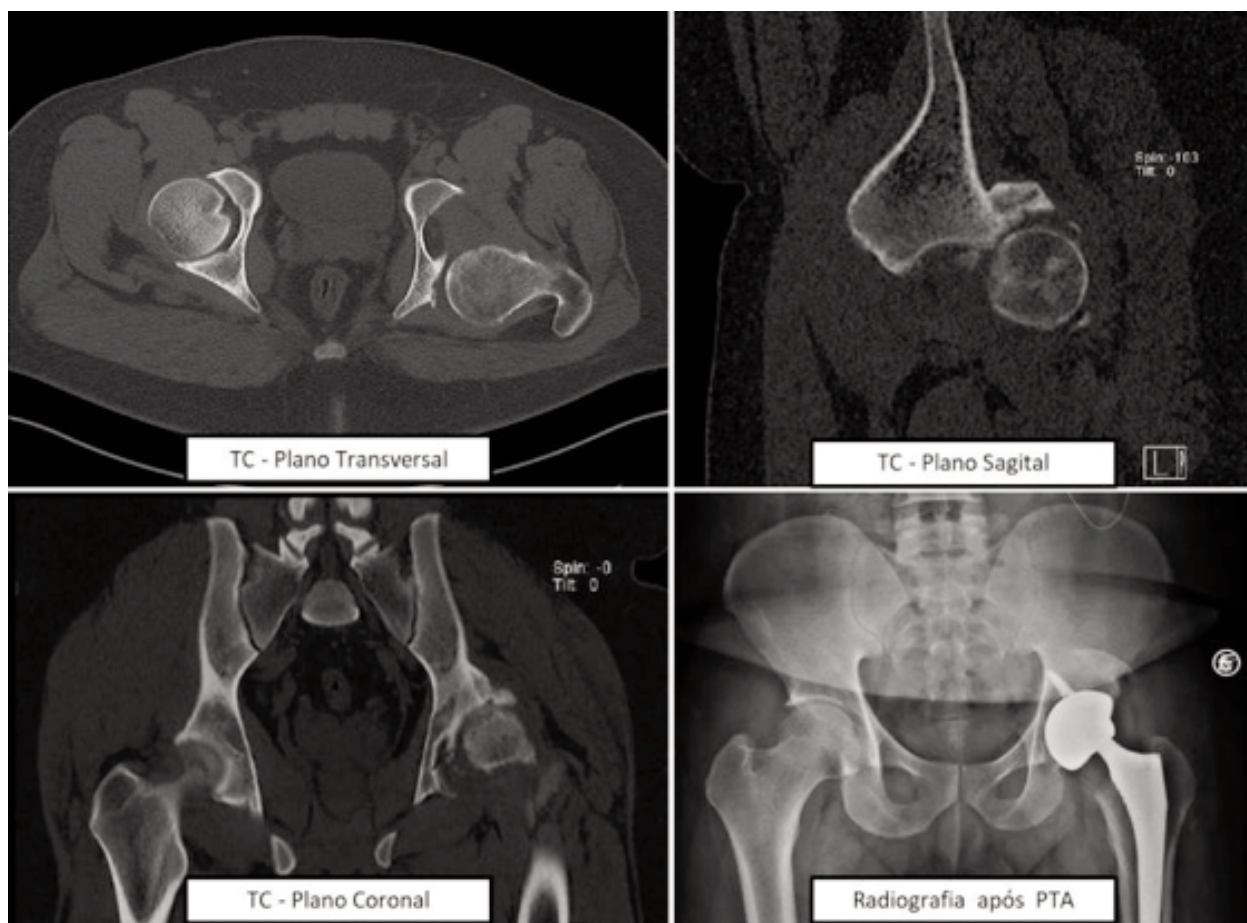 TC - Plano Transversal
Spin: -103
Tilt: 0
TC - Plano Sagital
L
Spin: -0
Tilt: 0
TC - Plano Coronal
Radiografia após PTA